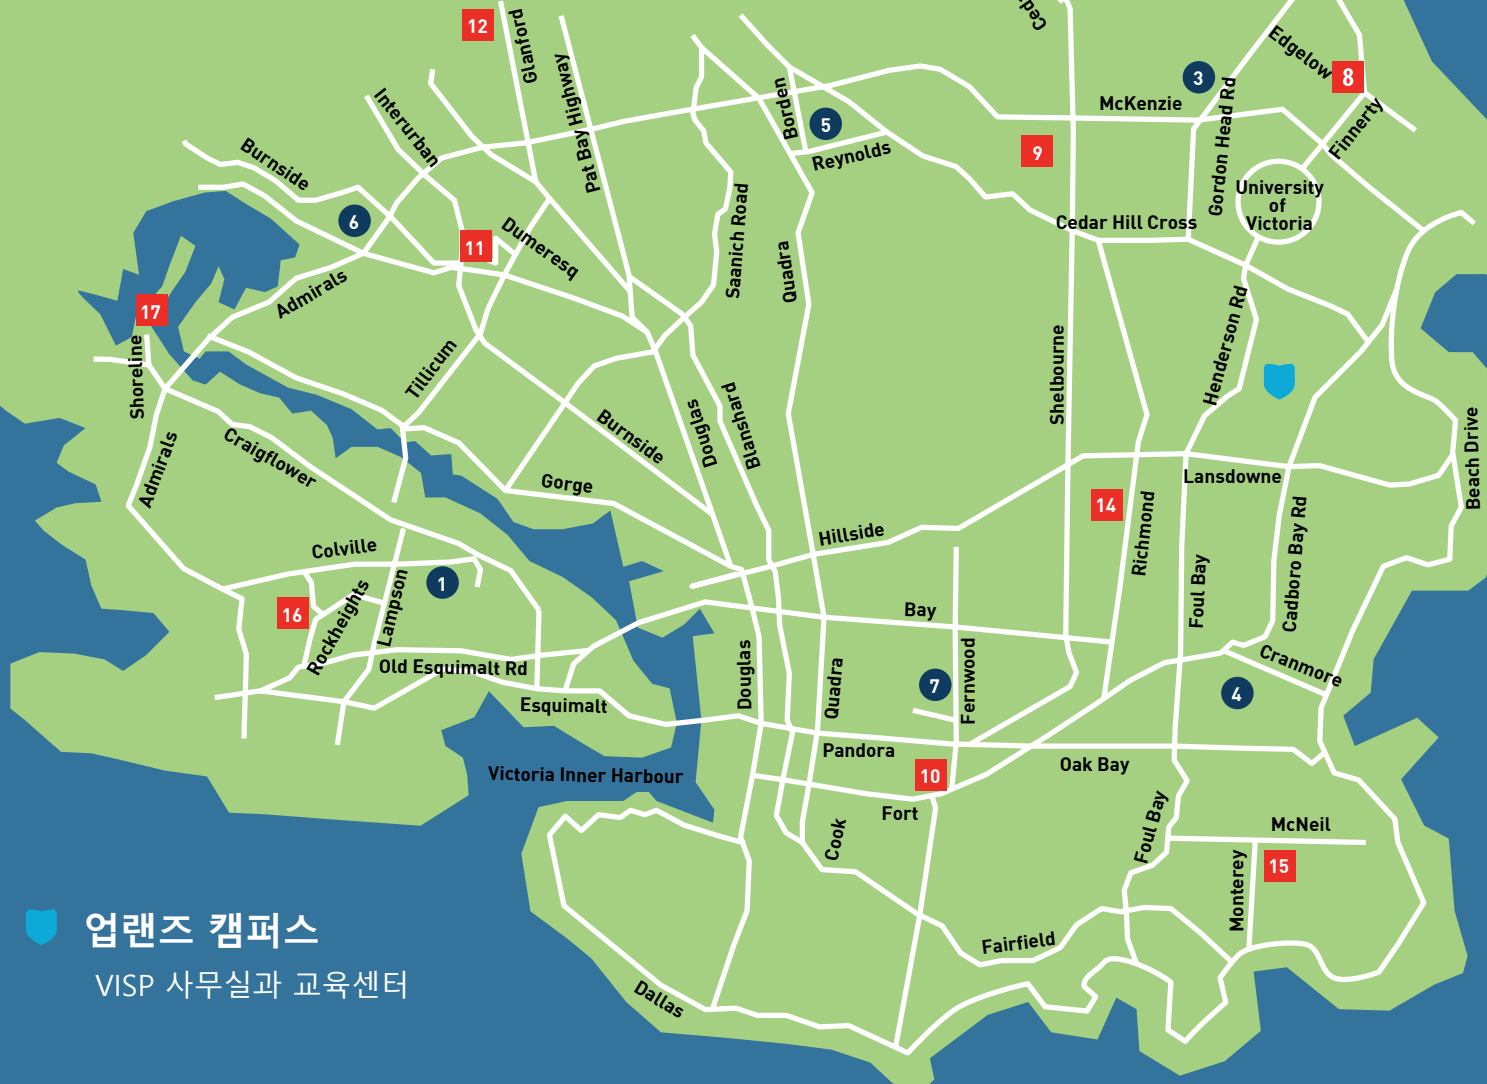 12
Glanford
Pat Bay Highway
Ced
Edgelow
8
3
McKenzie
Gordon Head Rd
Finnerty
Interurban
Borden
5
Reynolds
9
Burnside
6
11
Dumeresq
Saanich Road
Quadra
Cedar Hill Cross
University
of
Victoria
Admirals
17
Shoreline
Tillicum
Shelbourne
Henderson Rd
Douglas
Blanshard
Burnside
Craigflower
Admirals
Gorge
Lansdowne
Beach Drive
14
Richmond
Cadboro Bay Rd
Hillside
Colville
1
Foul Bay
16
Rockheights
Lampson
Bay
Old Esquimalt Rd
Esquimalt
Douglas
Quadra
7
Fernwood
Cranmore
4
Pandora
Oak Bay
Victoria Inner Harbour
10
Fort
Cook
Foul Bay
McNeil
15
Monterey
Fairfield
Dallas
업랜즈 캠퍼스
VISP 사무실과 교육센터